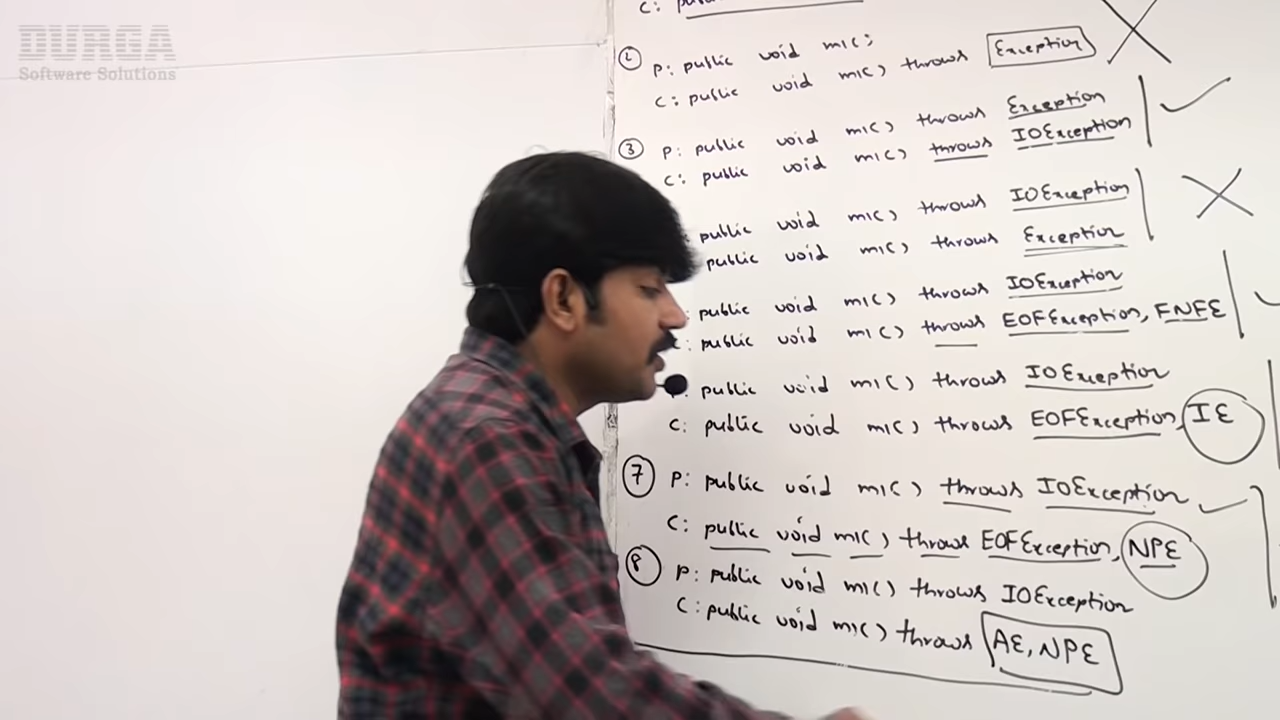 DURGA
Software Solutions
C:
② P: public void m1();
C: public void m1() throws Exception
③ P: public void m1() throws Exception
C: public void m1() throws IOException
public void m1() throws IOException
public void m1() throws Exception
public void m1() throws IOException
: public void m1() throws EOFException, FNFE
: public void m1() throws IOException
C: public void m1() throws EOFException, IE
⑦ P: public void m1() throws IOException
C: public void m1() throws EOFException, NPE
⑧ P: public void m1() throws IOException
C: public void m1() throws AE, NPE